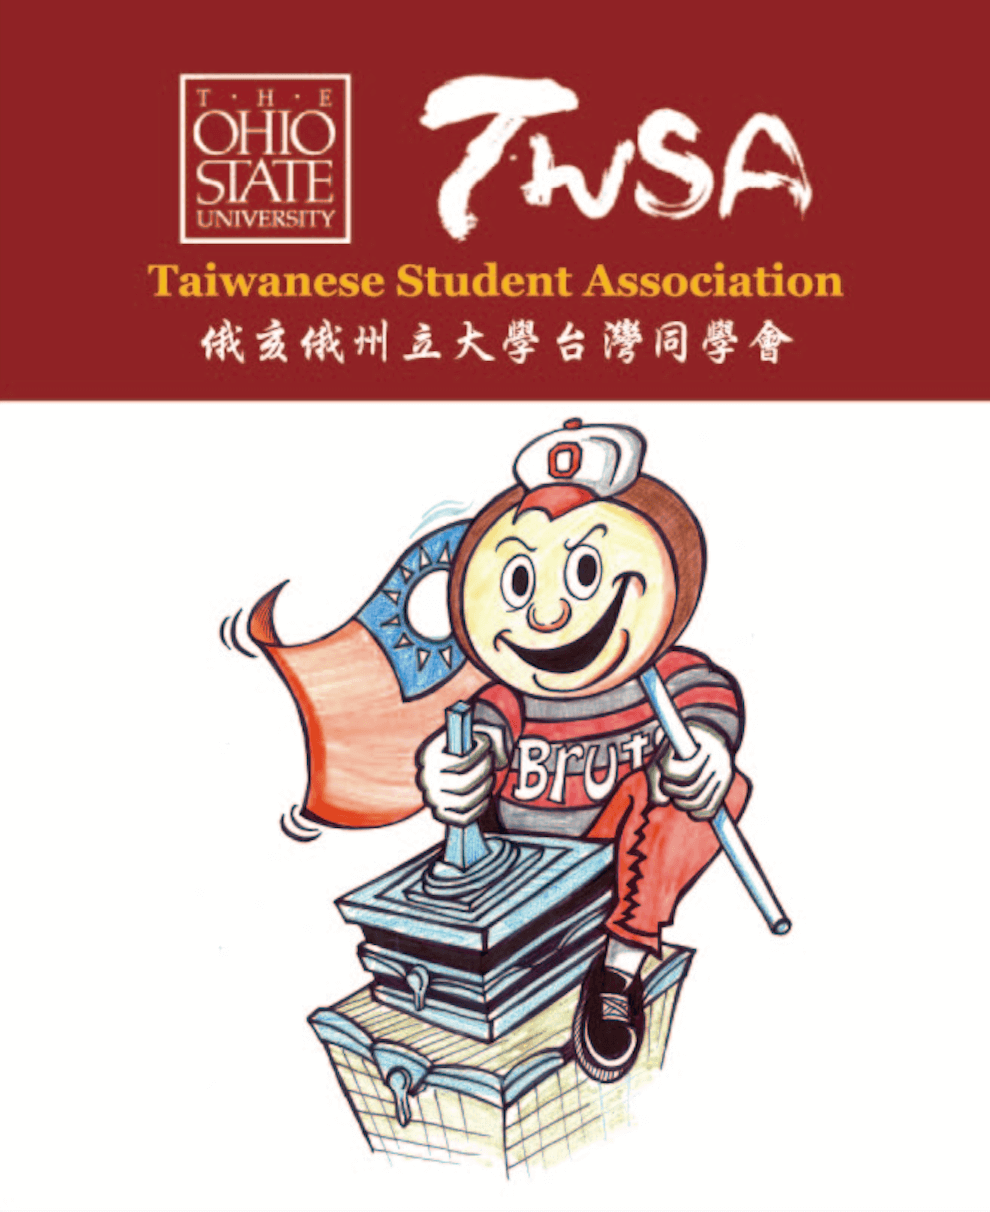 T·H·E
OHIO
STATE
UNIVERSITY
TWSA
Taiwanese Student Association
俄亥俄州立大學台灣同學會
O
Brut